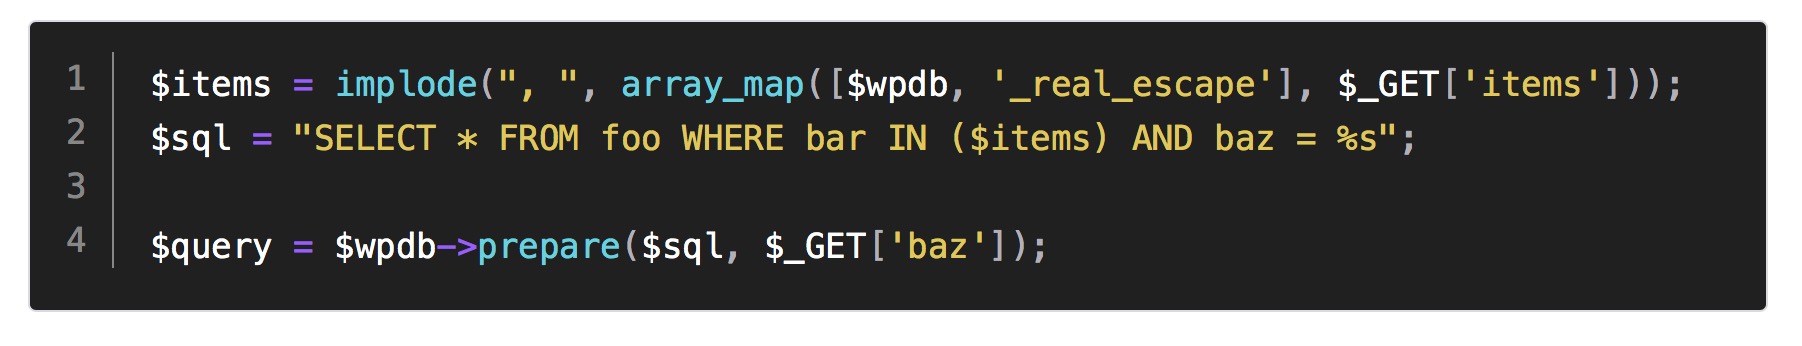 1 $items = implode(", ", array_map([$wpdb, '_real_escape'], $_GET['items']));
2 $sql = "SELECT * FROM foo WHERE bar IN ($items) AND baz = %s";
3
4 $query = $wpdb->prepare($sql, $_GET['baz']);